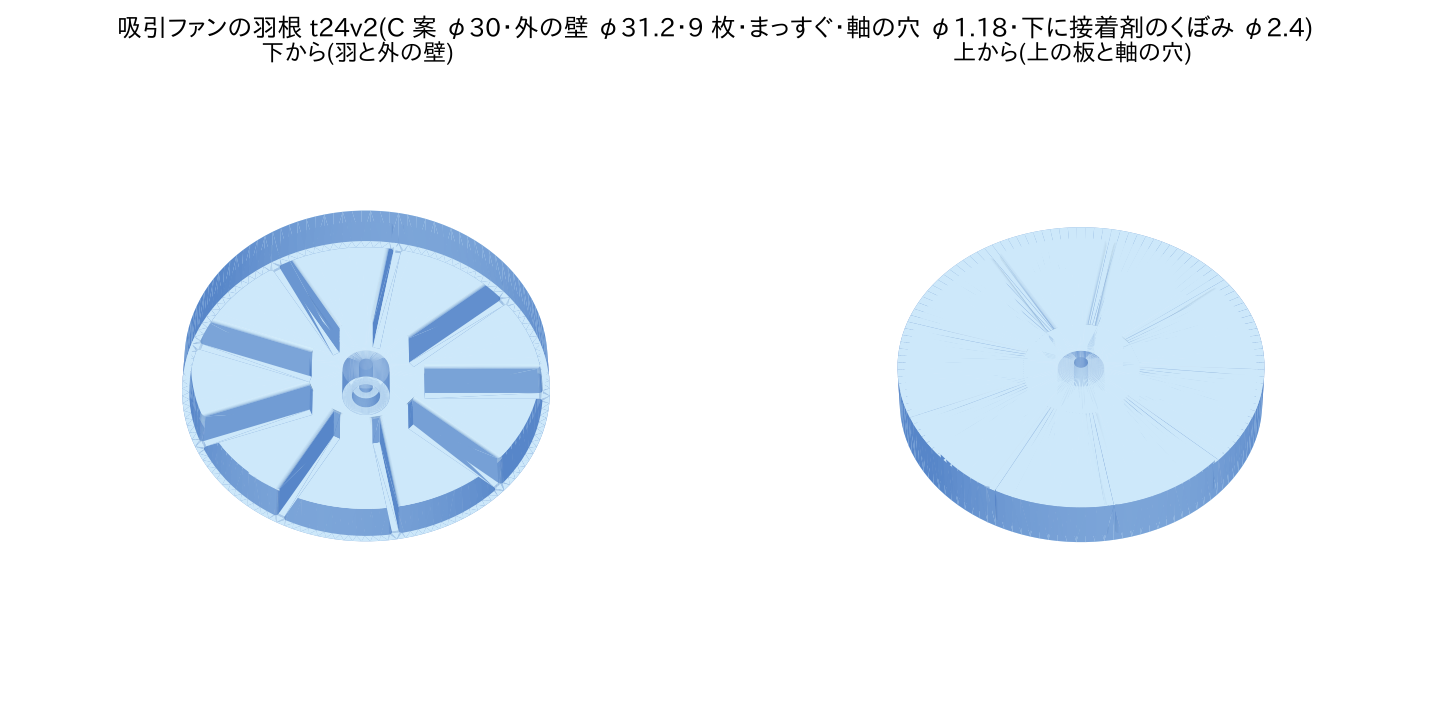 吸引ファンの羽根 t24v2(C 案 φ30・外の壁 φ31.2・9 枚・まっすぐ・軸の穴 φ1.18・下に接着剤のくぼみ φ2.4)
下から(羽と外の壁)
上から(上の板と軸の穴)